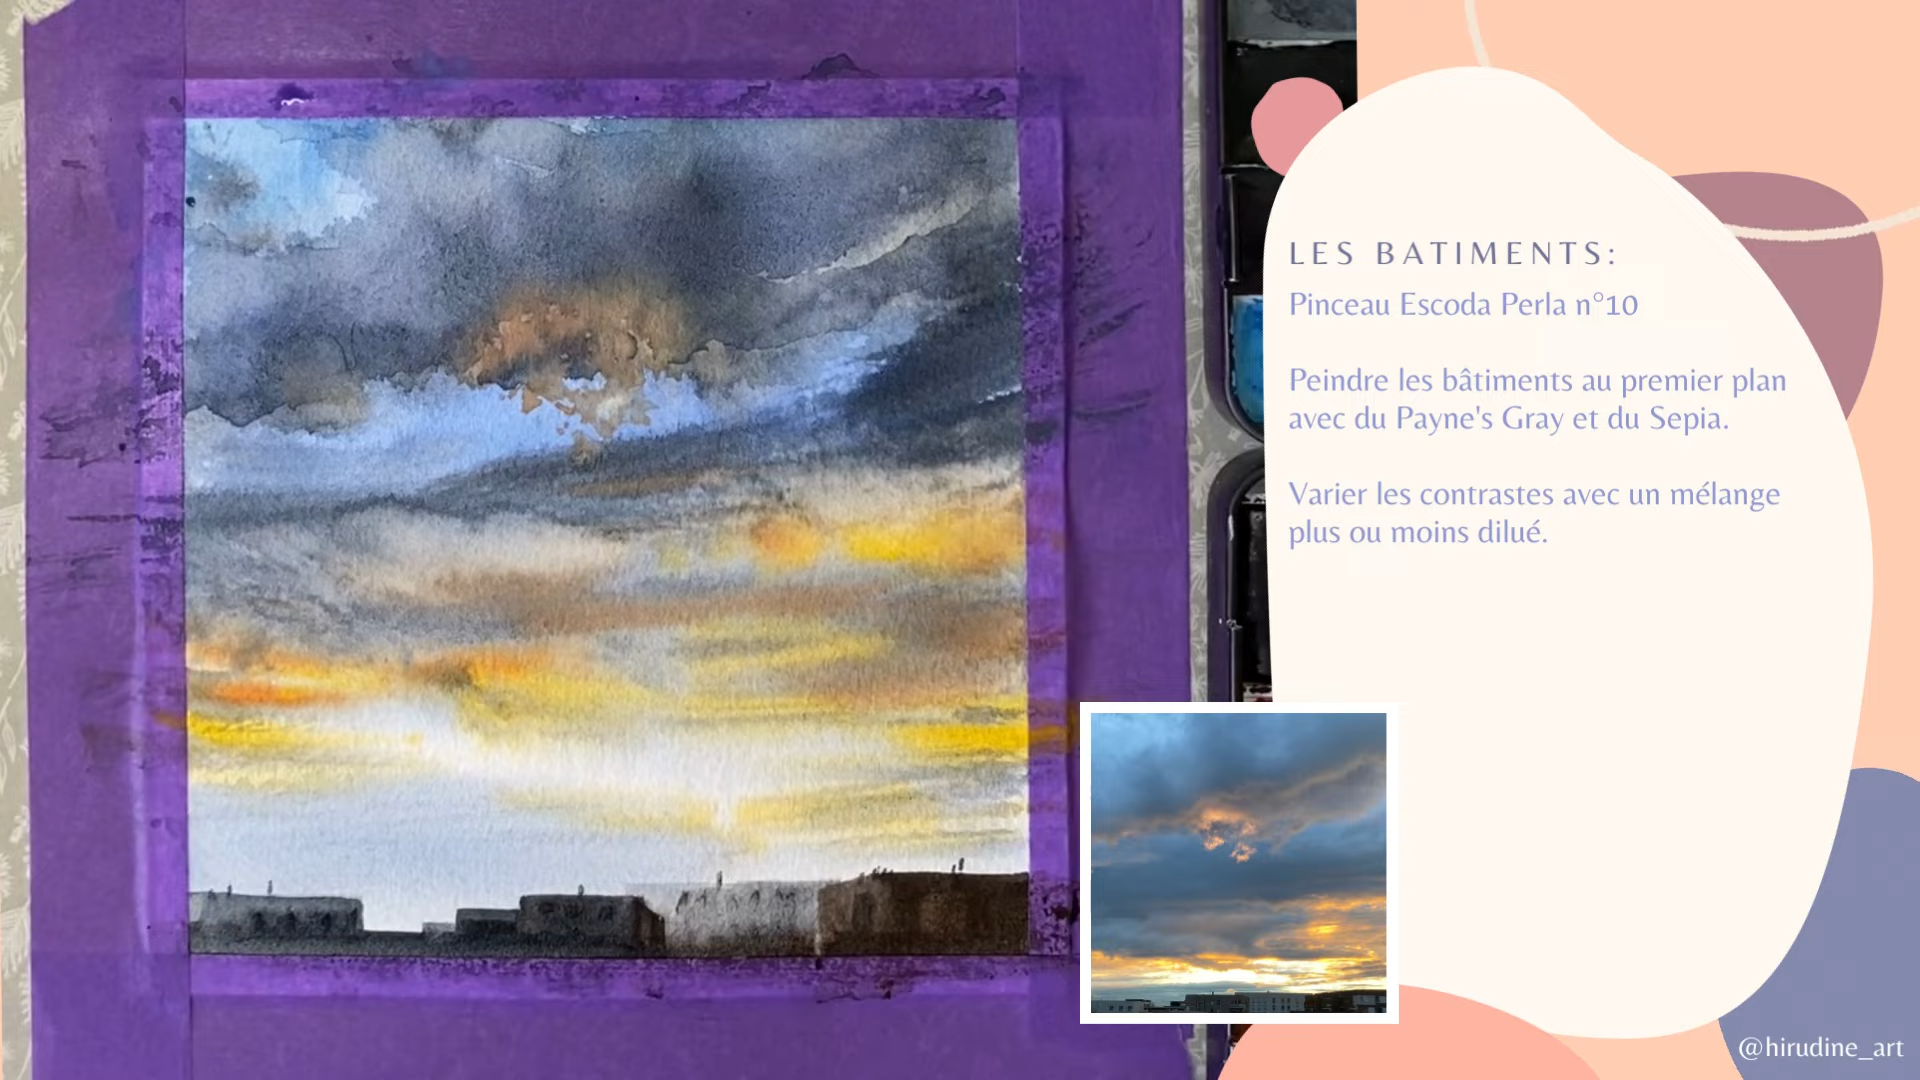 LES BATIMENTS:
Pinceau Escoda Perla n°10
Peindre les bâtiments au premier plan
avec du Payne's Gray et du Sepia.
Varier les contrastes avec un mélange
plus ou moins dilué.
@hirudine_art